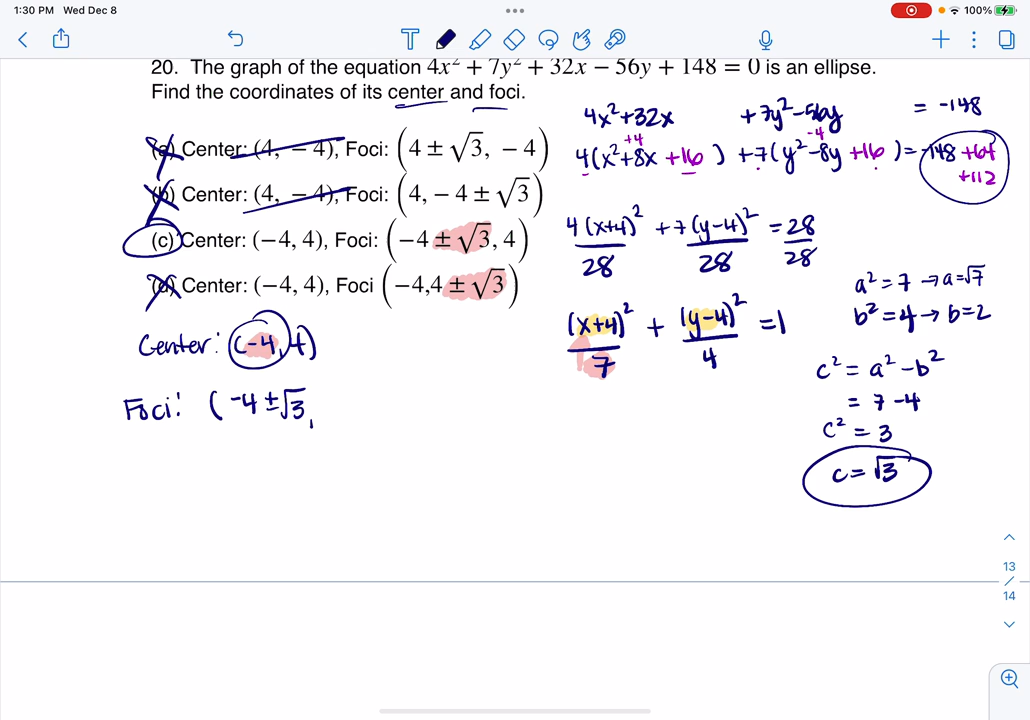 1:30 PM Wed Dec 8
100%
20. The graph of the equation 4x² + 7y² + 32x − 56y + 148 = 0 is an ellipse.
Find the coordinates of its center and foci.
(a) Center: (4, − 4), Foci: (4 ± √3, − 4)
(b) Center: (4, − 4), Foci: (4, − 4 ± √3)
(c) Center: (−4, 4), Foci: (−4 ± √3, 4)
(d) Center: (−4, 4), Foci (−4,4 ± √3)
Center: (-4, 4)
Foci: (-4 ± √3,
4x²+32x +7y²-56y = -148
+4 -4
4(x²+8x +16 ) +7(y²-8y +16 ) = -148 +64
+112
4(x+4)² +7(y-4)² = 28
28 28 28
(x+4)² + (y-4)² = 1
7 4
a² = 7 → a=√7
b² = 4 → b=2
c² = a² - b²
= 7 - 4
c² = 3
c = √3
13
/
14